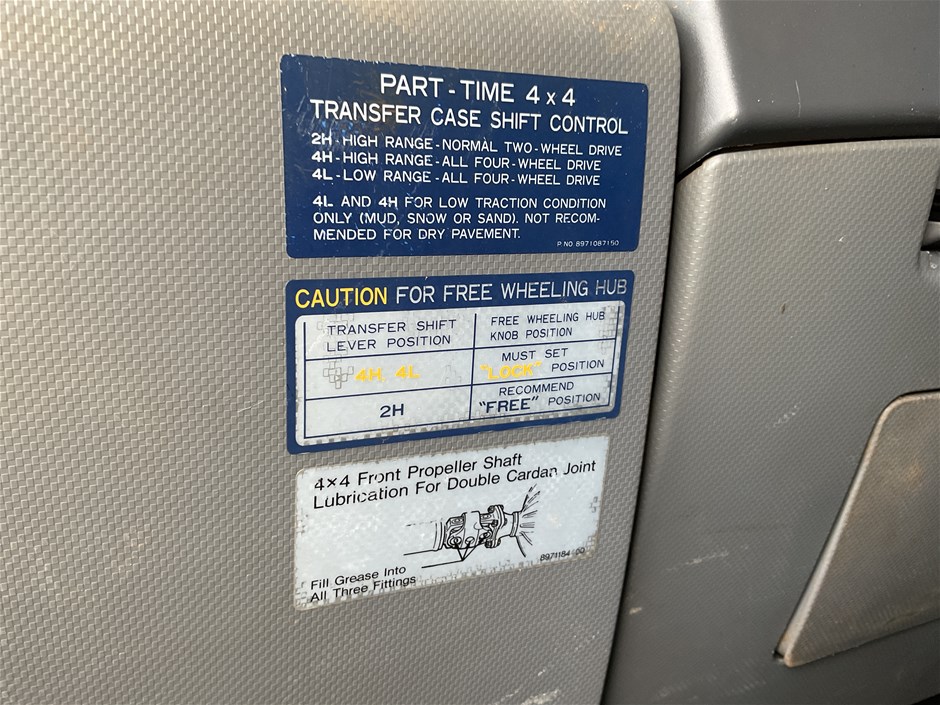 PART - TIME 4 x 4
TRANSFER CASE SHIFT CONTROL
2H - HIGH RANGE - NORMAL TWO-WHEEL DRIVE
4H - HIGH RANGE - ALL FOUR-WHEEL DRIVE
4L - LOW RANGE - ALL FOUR-WHEEL DRIVE
4L AND 4H FOR LOW TRACTION CONDITION
ONLY (MUD, SNOW OR SAND). NOT RECOM-
MENDED FOR DRY PAVEMENT.
P. NO. 8971087150
CAUTION FOR FREE WHEELING HUB
TRANSFER SHIFT
LEVER POSITION
FREE WHEELING HUB
KNOB POSITION
4H, 4L
MUST SET
"LOCK" POSITION
2H
RECOMMEND
"FREE" POSITION
4×4 Front Propeller Shaft
Lubrication For Double Cardan Joint
Fill Grease Into
All Three Fittings